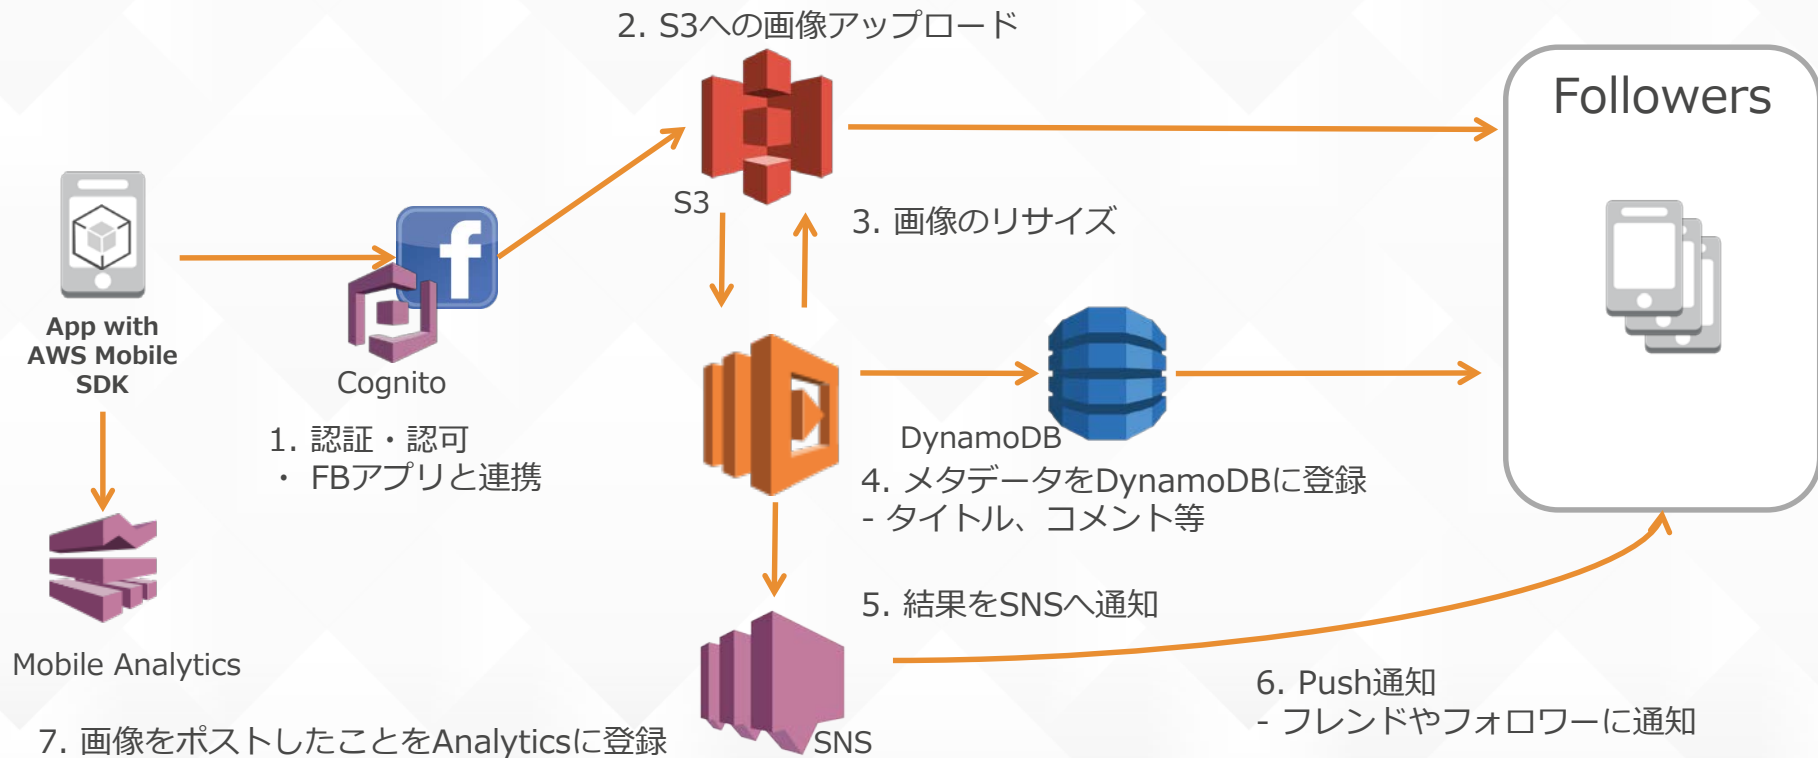 2. S3への画像アップロード
Followers
S3
3. 画像のリサイズ
App with
AWS Mobile
SDK
Cognito
1. 認証・認可
・ FBアプリと連携
DynamoDB
4. メタデータをDynamoDBに登録
- タイトル、コメント等
5. 結果をSNSへ通知
Mobile Analytics
6. Push通知
- フレンドやフォロワーに通知
SNS
7. 画像をポストしたことをAnalyticsに登録